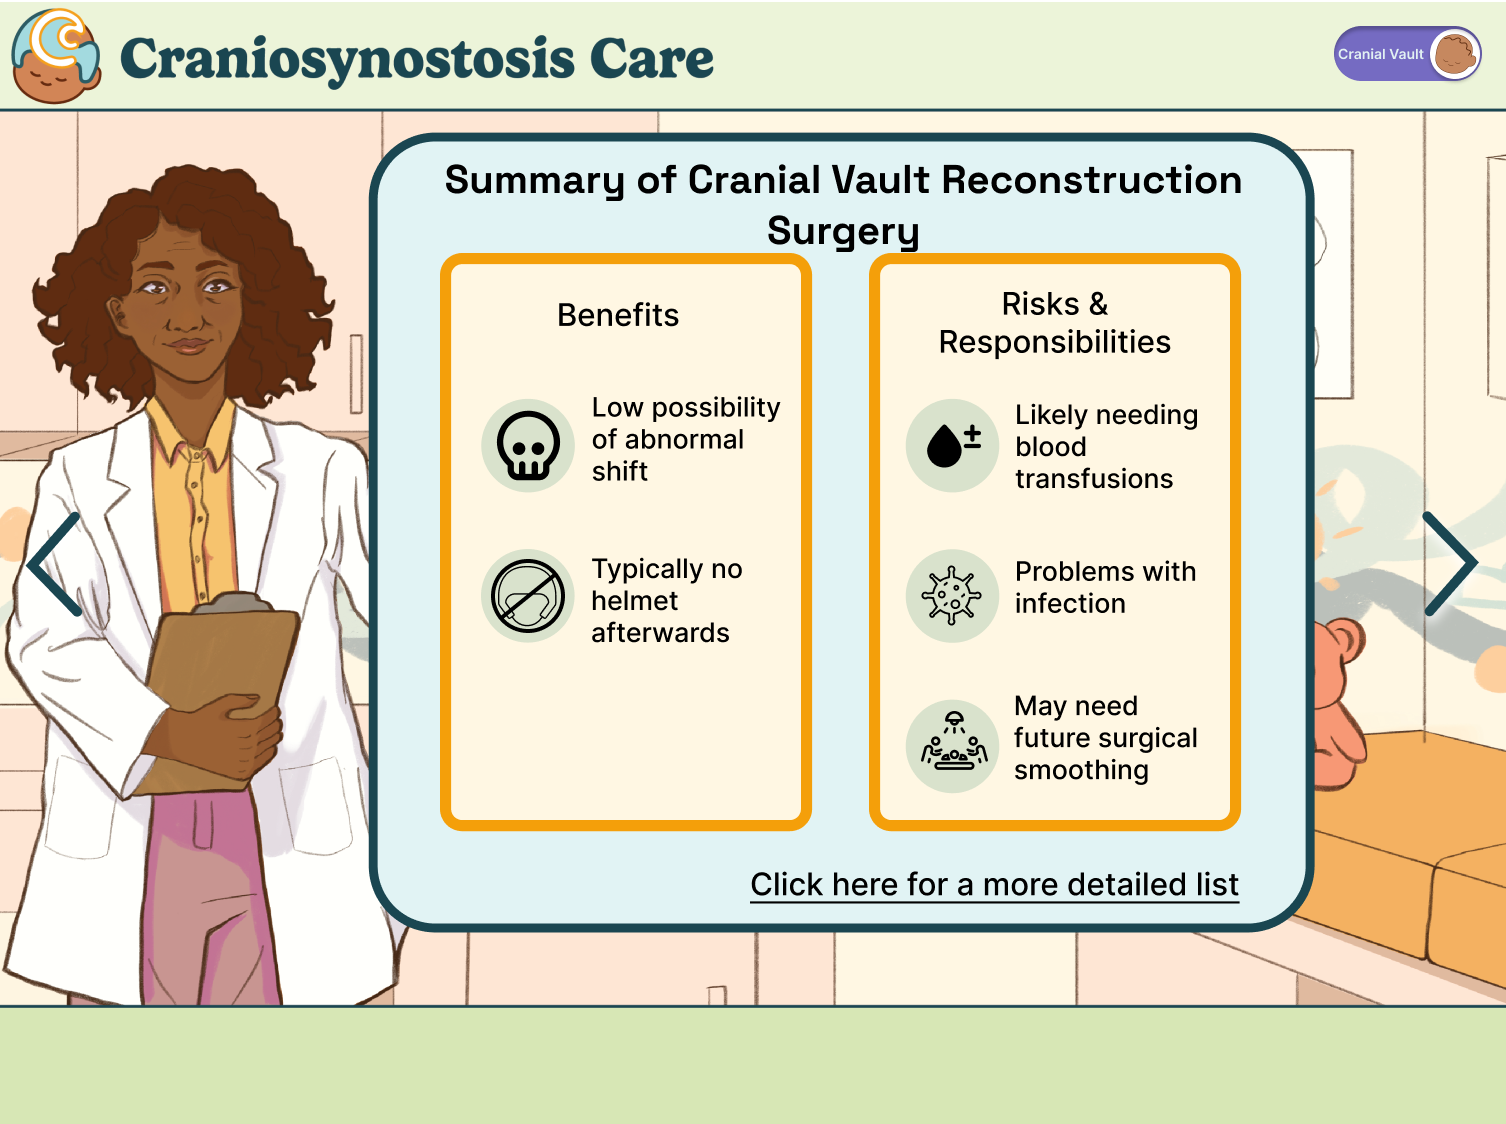 Craniosynostosis Care
Cranial Vault
Summary of Cranial Vault Reconstruction
Surgery
Benefits
Low possibility
of abnormal
shift
Typically no
helmet
afterwards
Risks &
Responsibilities
Likely needing
blood
transfusions
Problems with
infection
May need
future surgical
smoothing
Click here for a more detailed list